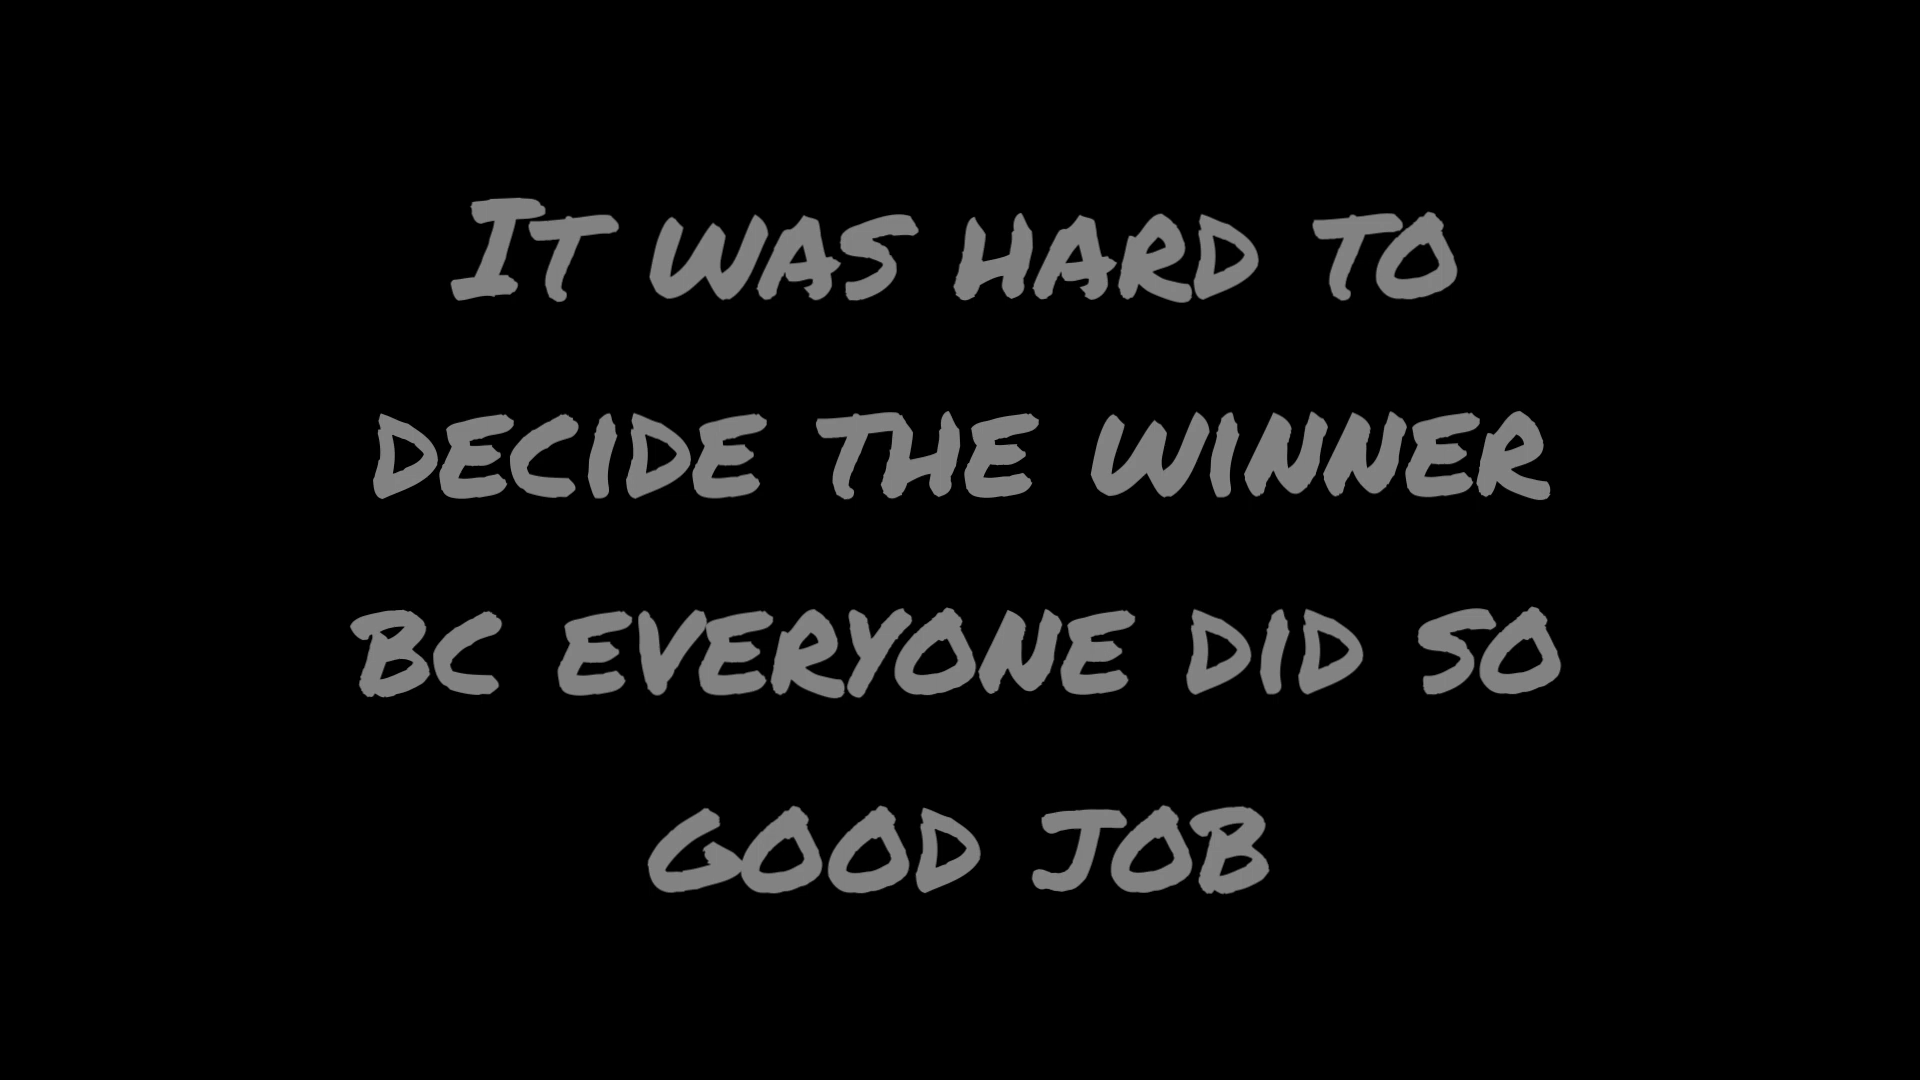 It was hard to
decide the winner
bc everyone did so
good job